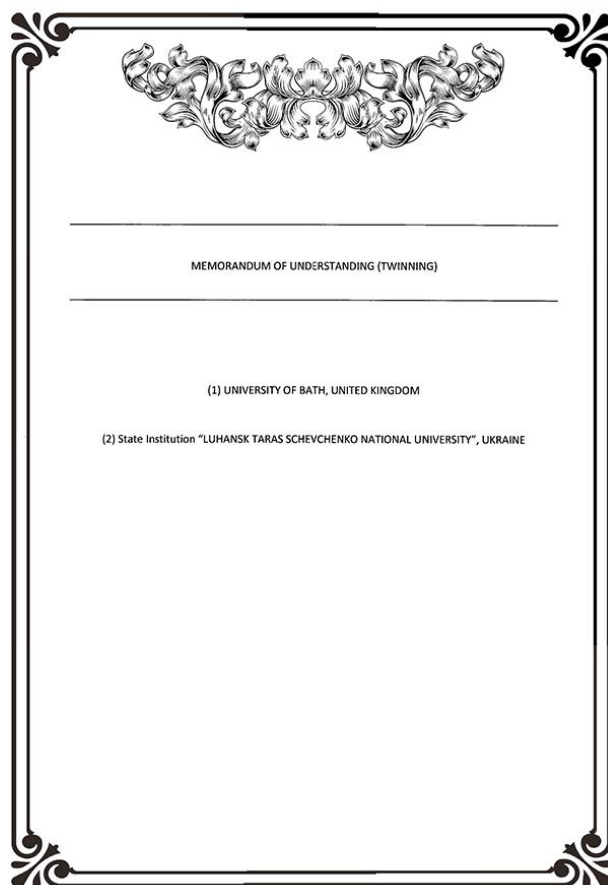 MEMORANDUM OF UNDERSTANDING (TWINNING)
(1) UNIVERSITY OF BATH, UNITED KINGDOM
(2) State Institution “LUHANSK TARAS SCHEVCHENKO NATIONAL UNIVERSITY”, UKRAINE